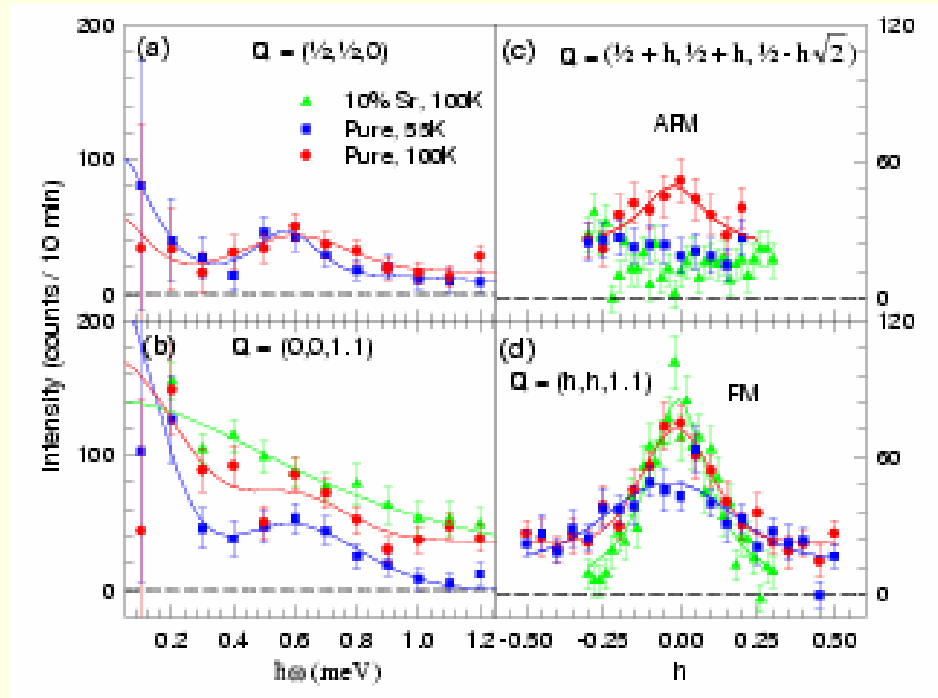 200
(a)
Q = (½,½,0)
10% Sr, 100K
Pure, 55K
Pure, 100K
100
0
200
(b)
Q = (0,0,1.1)
100
0
0.2 0.4 0.6 0.8 1.0 1.2
ħω (meV)
Intensity (counts / 10 min)
(c)
Q = (½ + h, ½ + h, ½ - h√2)
AFM
120
60
0
120
(d)
Q = (h,h,1.1)
FM
60
0
-0.50 -0.25 0.00 0.25 0.50
h